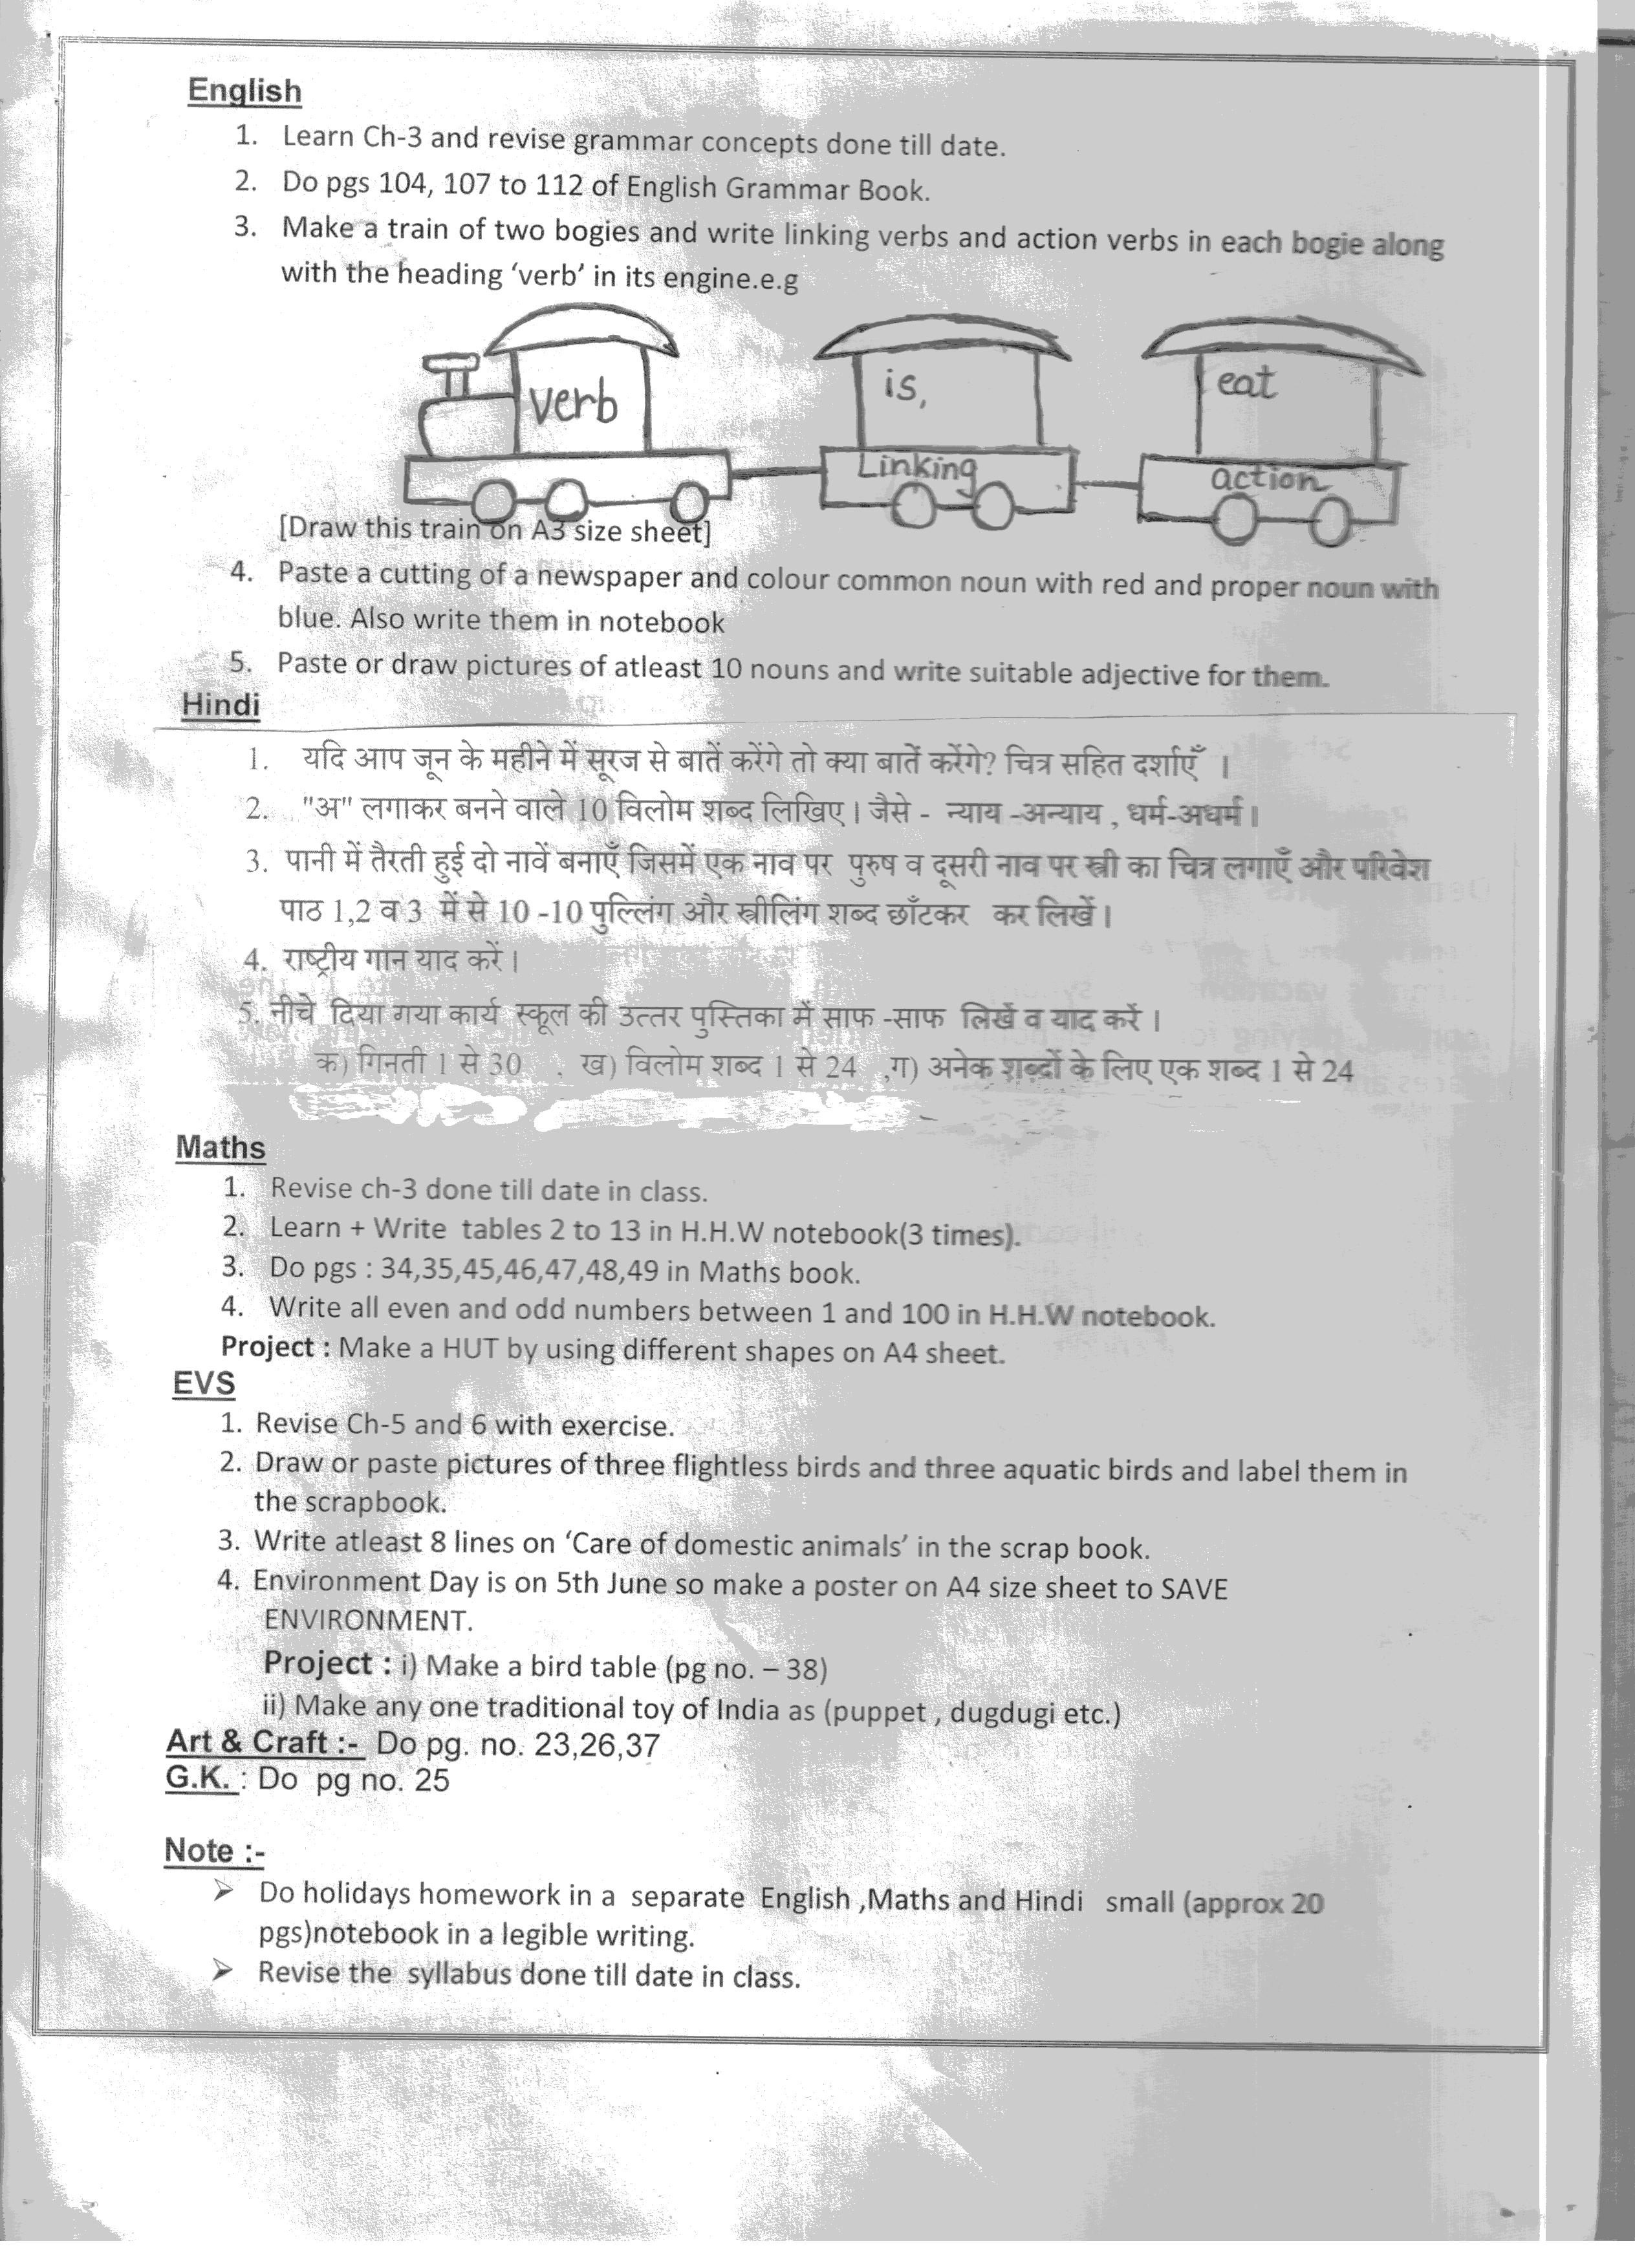 English
1. Learn Ch-3 and revise grammar concepts done till date.
2. Do pgs 104, 107 to 112 of English Grammar Book.
3. Make a train of two bogies and write linking verbs and action verbs in each bogie along
with the heading ‘verb’ in its engine.e.g
verb
is,
eat
Linking
action
[Draw this train on A3 size sheet]
4. Paste a cutting of a newspaper and colour common noun with red and proper noun with
blue. Also write them in notebook
5. Paste or draw pictures of atleast 10 nouns and write suitable adjective for them.
Hindi
1. यदि आप जून के महीने में सूरज से बातें करेंगे तो क्या बातें करेंगे? चित्र सहित दर्शाएँ ।
2. "अ" लगाकर बनने वाले 10 विलोम शब्द लिखिए । जैसे - न्याय -अन्याय , धर्म-अधर्म ।
3. पानी में तैरती हुई दो नावें बनाएँ जिसमें एक नाव पर पुरुष व दूसरी नाव पर स्त्री का चित्र लगाएँ और परिवेश
पाठ 1,2 व 3 में से 10 -10 पुल्लिंग और स्त्रीलिंग शब्द छाँटकर कर लिखें ।
4. राष्ट्रीय गान याद करें ।
5. नीचे दिया गया कार्य स्कूल की उत्तर पुस्तिका में साफ -साफ लिखें व याद करें ।
क) गिनती 1 से 30 , ख) विलोम शब्द 1 से 24 ,ग) अनेक शब्दों के लिए एक शब्द 1 से 24
Maths
1. Revise ch-3 done till date in class.
2. Learn + Write tables 2 to 13 in H.H.W notebook(3 times).
3. Do pgs : 34,35,45,46,47,48,49 in Maths book.
4. Write all even and odd numbers between 1 and 100 in H.H.W notebook.
Project : Make a HUT by using different shapes on A4 sheet.
EVS
1. Revise Ch-5 and 6 with exercise.
2. Draw or paste pictures of three flightless birds and three aquatic birds and label them in
the scrapbook.
3. Write atleast 8 lines on ‘Care of domestic animals’ in the scrap book.
4. Environment Day is on 5th June so make a poster on A4 size sheet to SAVE
ENVIRONMENT.
Project : i) Make a bird table (pg no. – 38)
ii) Make any one traditional toy of India as (puppet , dugdugi etc.)
Art & Craft :- Do pg. no. 23,26,37
G.K. : Do pg no. 25
Note :-
➢ Do holidays homework in a separate English ,Maths and Hindi small (approx 20
pgs)notebook in a legible writing.
➢ Revise the syllabus done till date in class.